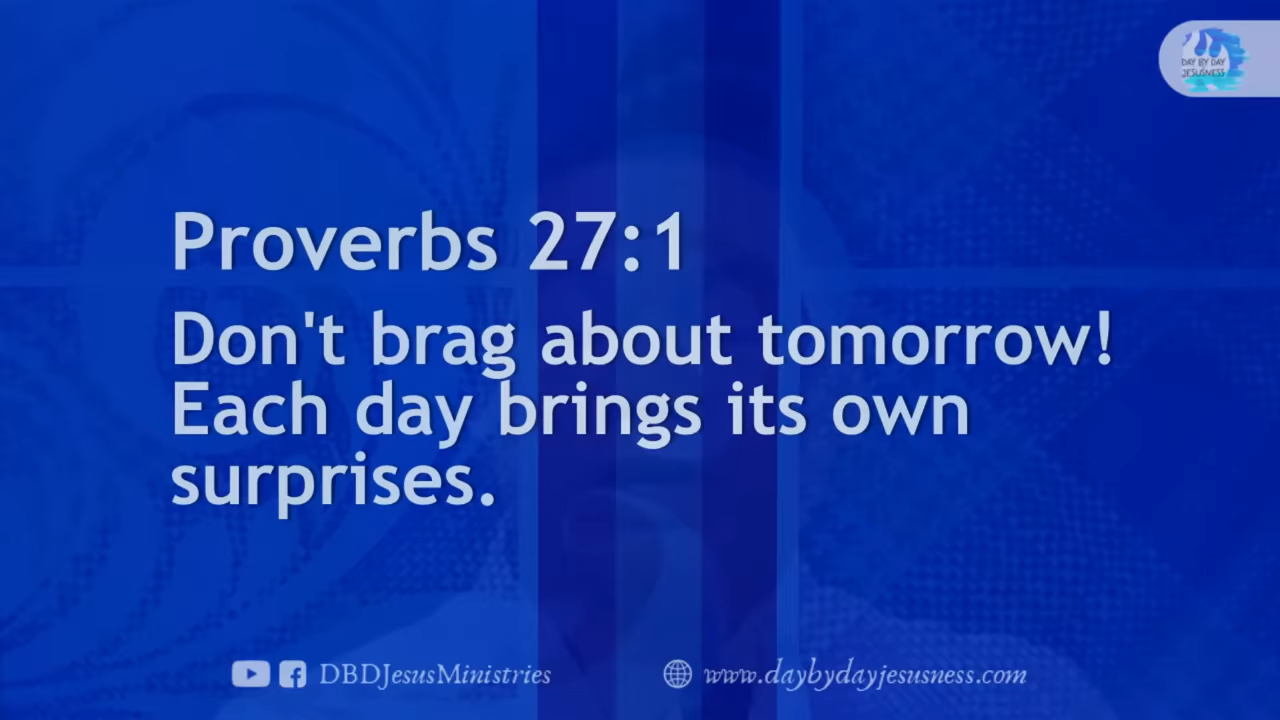 DAY BY DAY
JESUSNESS
Proverbs 27:1
Don't brag about tomorrow!
Each day brings its own
surprises.
DBDJesusMinistries
www.daybydayjesusness.com